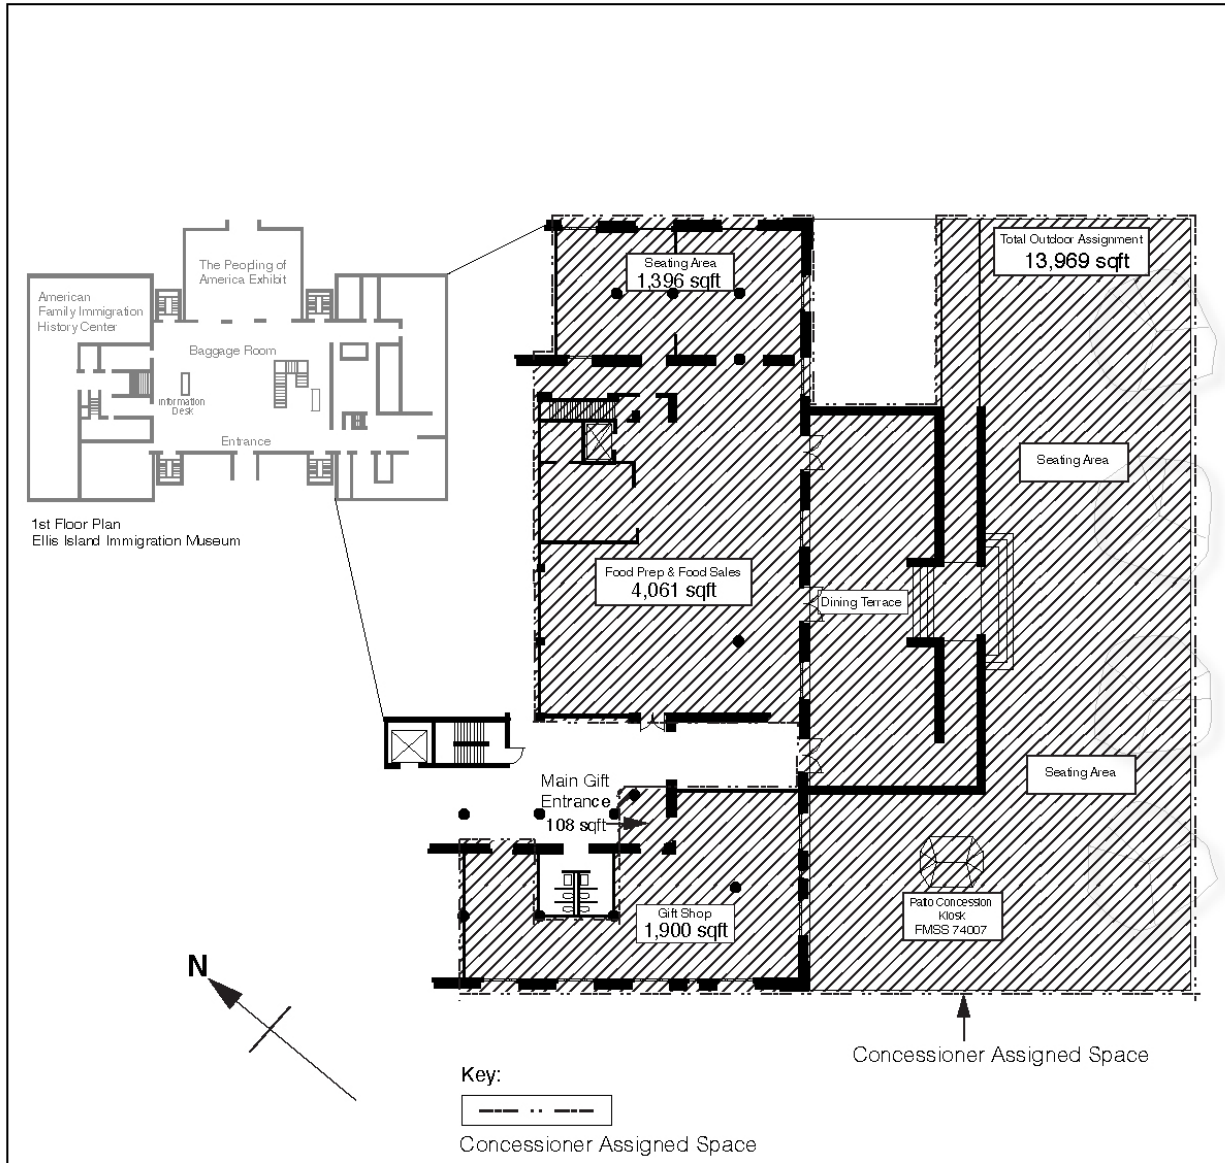 The Peopling of
America Exhibit
American
Family Immigration
History Center
Baggage Room
Information
Desk
Entrance
1st Floor Plan
Ellis Island Immigration Museum
Seating Area
1,396 sqft
Total Outdoor Assignment
13,969 sqft
Seating Area
Food Prep & Food Sales
4,061 sqft
Dining Terrace
Seating Area
Main Gift
Entrance
108 sqft
Gift Shop
1,900 sqft
Patio Concession
Kiosk
FMSS 74007
N
Concessioner Assigned Space
Key:
Concessioner Assigned Space